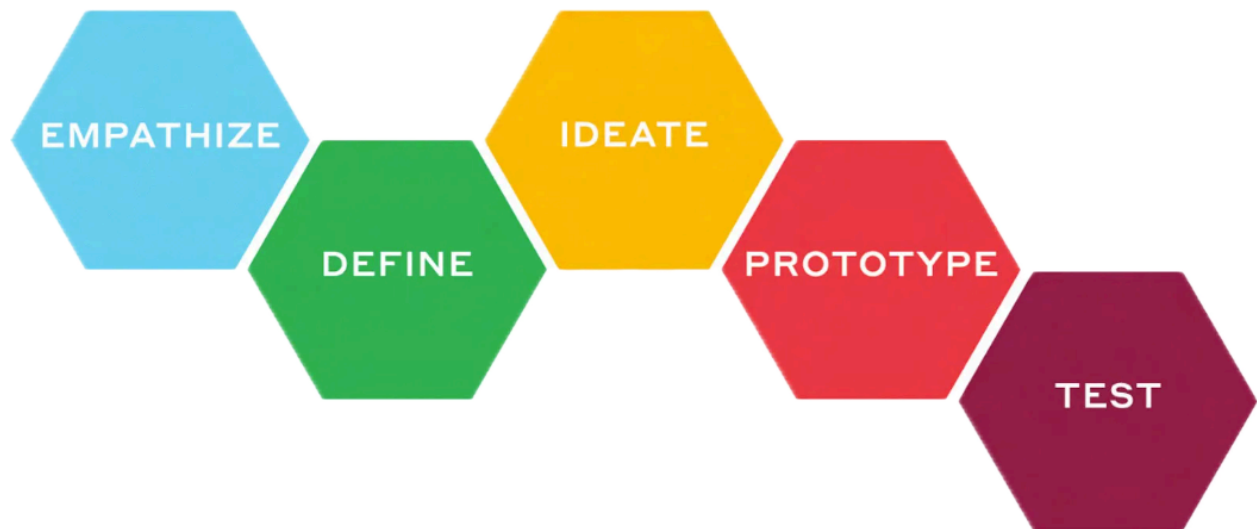 EMPATHIZE
DEFINE
IDEATE
PROTOTYPE
TEST